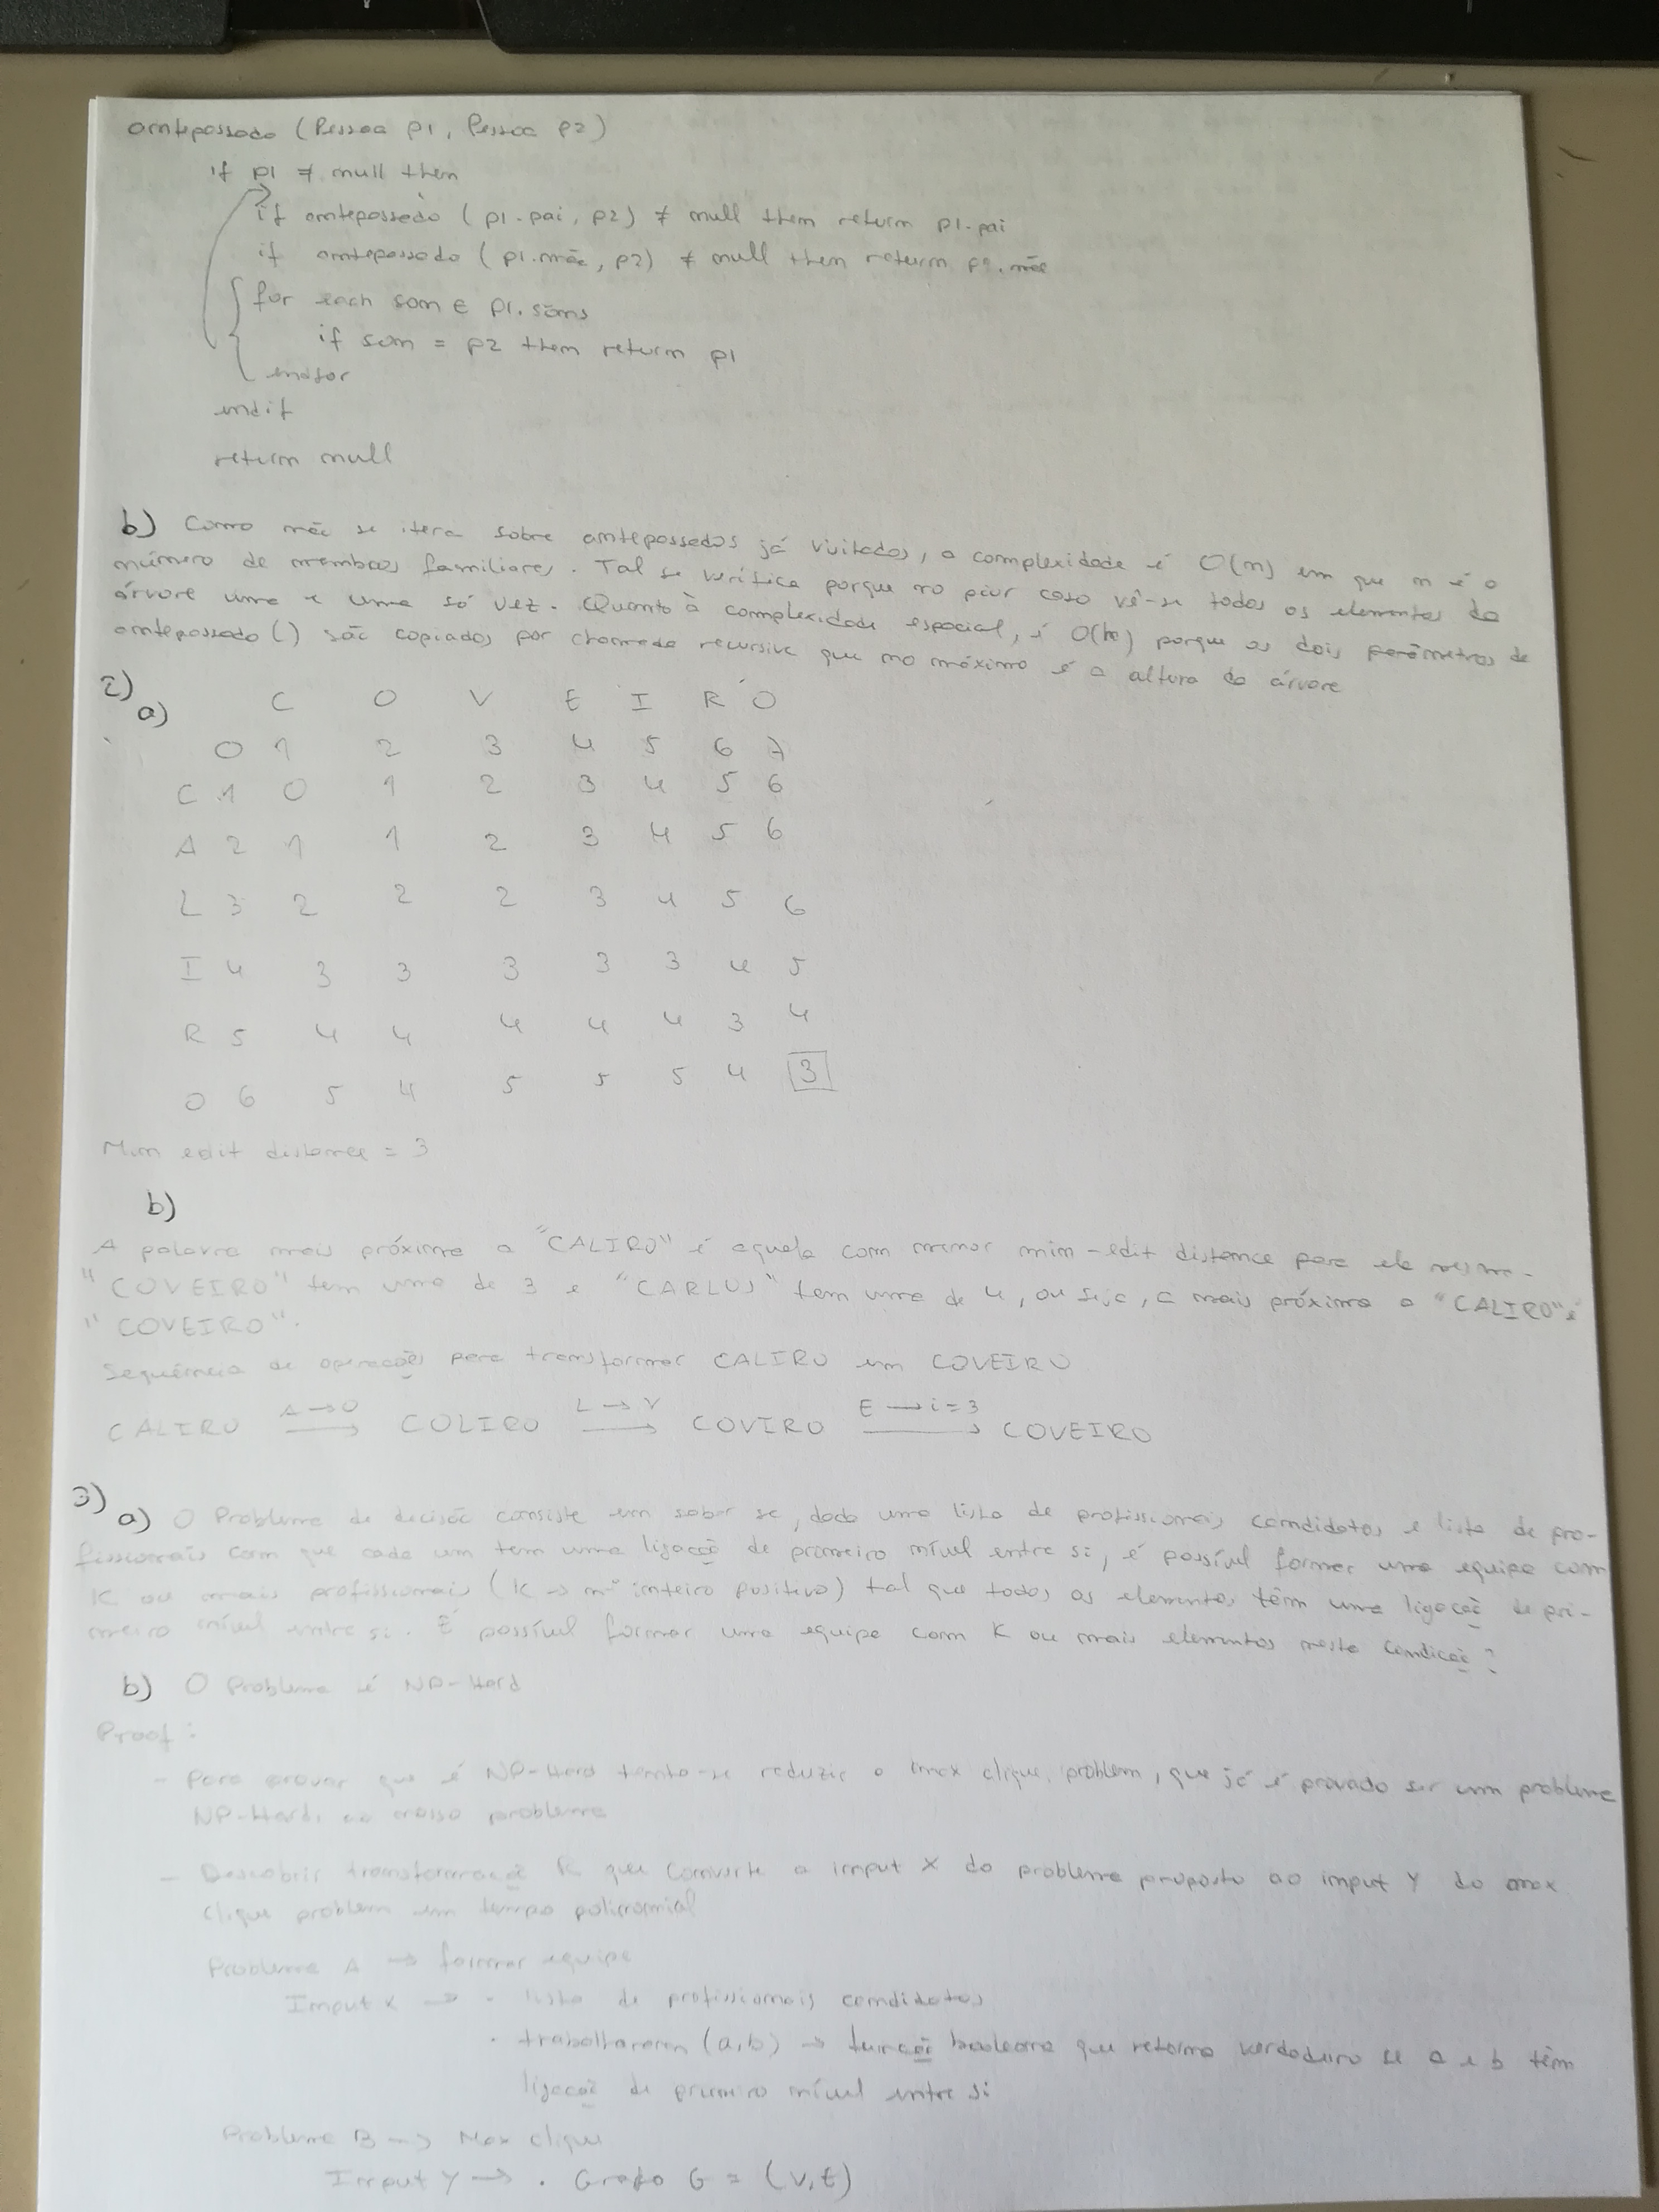 antepassado (Pessoa p1, Pessoa p2)
if p1 ≠ null then
if antepassado (p1.pai, p2) ≠ null then return p1.pai
if antepassado (p1.mãe, p2) ≠ null then return p1.mãe
for each son ∈ p1.sons
if son = p2 then return p1
endfor
endif
return null
b) Como não se itera sobre antepassados já visitados, a complexidade é O(n) em que n é o
número de membros familiares. Tal se verifica porque no pior caso vê-se todos os elementos da
árvore uma e uma só vez. Quanto à complexidade espacial, é O(h) porque os dois parâmetros de
antepassado() são copiados por chamada recursiva que no máximo é a altura da árvore
2)
a) C O V E I R O
0 1 2 3 4 5 6 7
C 1 0 1 2 3 4 5 6
A 2 1 1 2 3 4 5 6
L 3 2 2 2 3 4 5 6
I 4 3 3 3 3 3 4 5
R 5 4 4 4 4 4 3 4
O 6 5 4 5 5 5 4 3
Min edit distance = 3
b)
A palavra mais próxima a "CALIRO" é aquela com menor min-edit distance para ele
"COVEIRO" tem uma de 3 e "CARLOS" tem uma de 4, ou seja, a mais próxima a "CALIRO" é
"COVEIRO".
Sequência de operações para transformar CALIRO em COVEIRO
CALIRO A→O COLIRO L→V COVIRO E→i=3 COVEIRO
3)
a) O Problema de decisão consiste em saber se, dado uma lista de profissionais candidatos e lista de pro-
fissionais com que cada um tem uma ligação de primeiro nível entre si, é possível formar uma equipa com
K ou mais profissionais (K → nº inteiro positivo) tal que todos os elementos têm uma ligação de pri-
meiro nível entre si. É possível formar uma equipa com K ou mais elementos nesta condição?
b) O Problema é NP-Hard
Proof:
- Para provar que é NP-Hard tenta-se reduzir o max clique problem, que já é provado ser um problema
NP-Hard, ao nosso problema
- Descobrir transformação R que converte o input X do problema proposto ao input Y do max
clique problem em tempo polinomial
Problema A → formar equipa
Input X → · lista de profissionais candidatos
· trabalharam (a,b) → função booleana que retorna verdadeiro se a e b têm
ligação de primeiro nível entre si
Problema B → Max clique
Input Y → · Grafo G = (V,E)